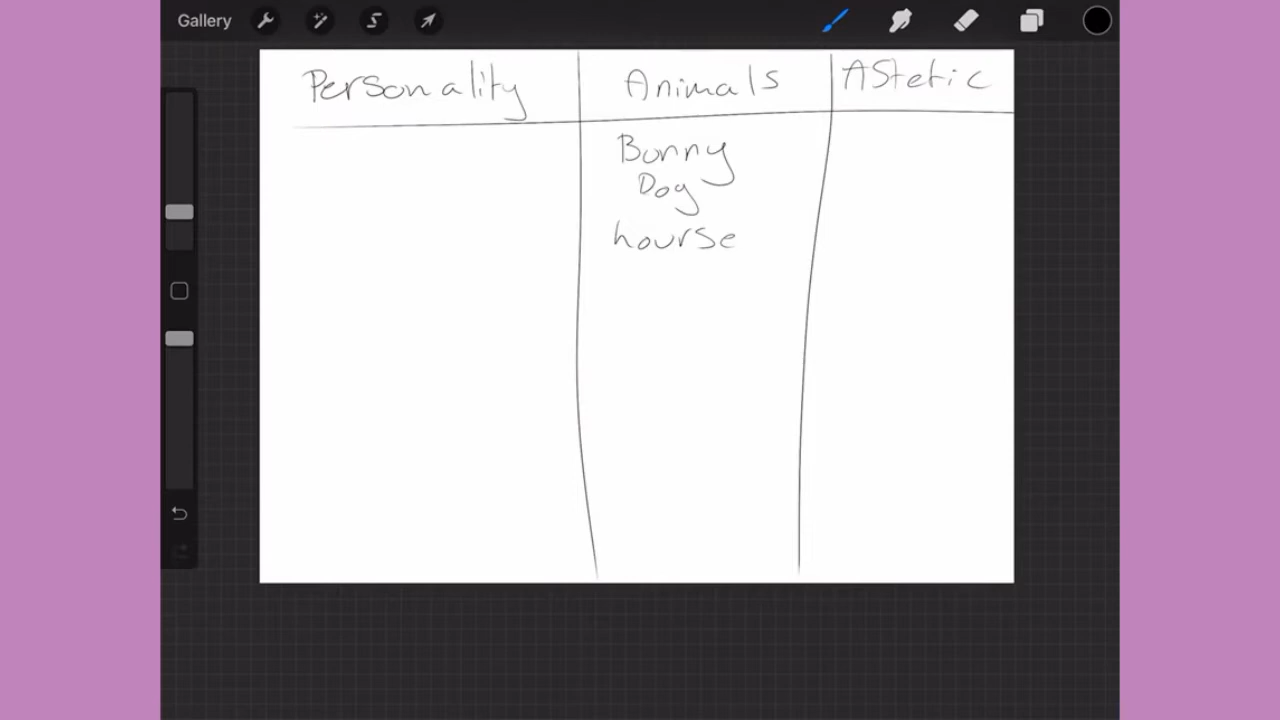 Gallery
Personality
Animals
AStetic
Bunny
Dog
hourse